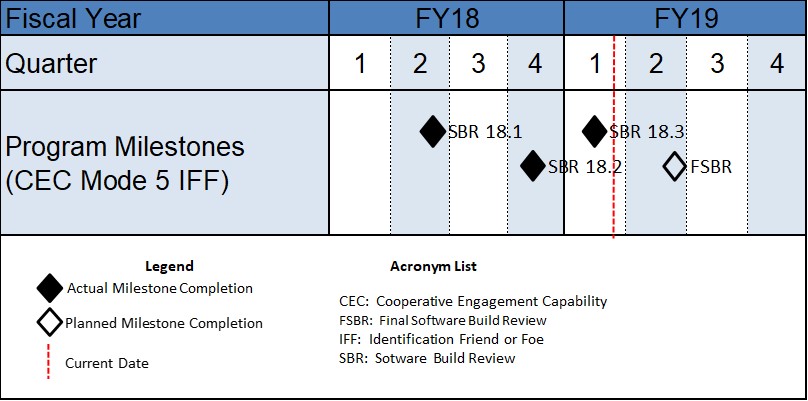 Fiscal Year FY18 FY19
Quarter 1 2 3 4 1 2 3 4
Program Milestones
(CEC Mode 5 IFF)
SBR 18.1 SBR 18.3
SBR 18.2 FSBR
Legend
Actual Milestone Completion
Planned Milestone Completion
Current Date
Acronym List
CEC: Cooperative Engagement Capability
FSBR: Final Software Build Review
IFF: Identification Friend or Foe
SBR: Sotware Build Review